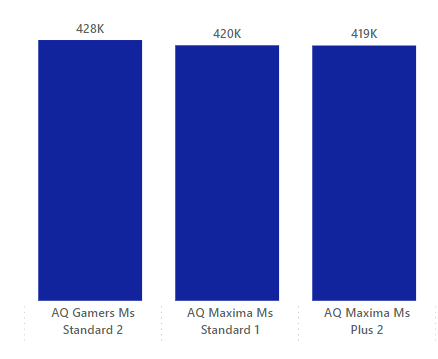 428K
420K
419K
AQ Gamers Ms
Standard 2
AQ Maxima Ms
Standard 1
AQ Maxima Ms
Plus 2